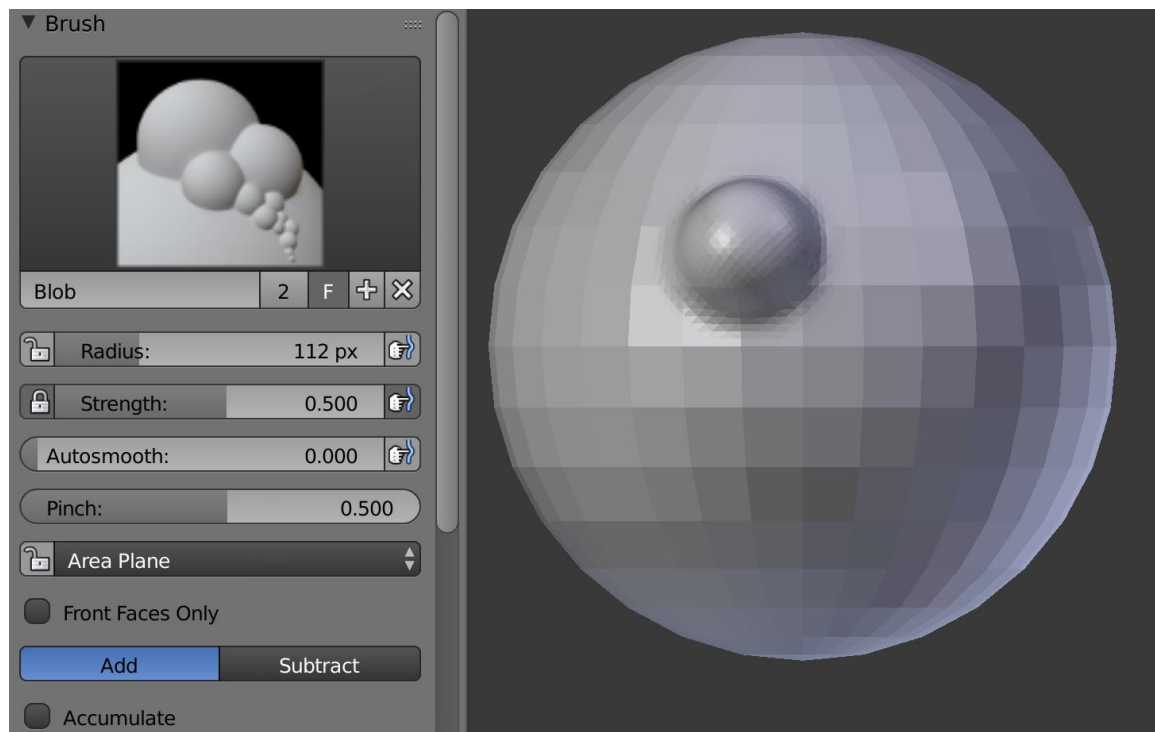 Brush
Blob 2 F
Radius: 112 px
Strength: 0.500
Autosmooth: 0.000
Pinch: 0.500
Area Plane
Front Faces Only
Add Subtract
Accumulate